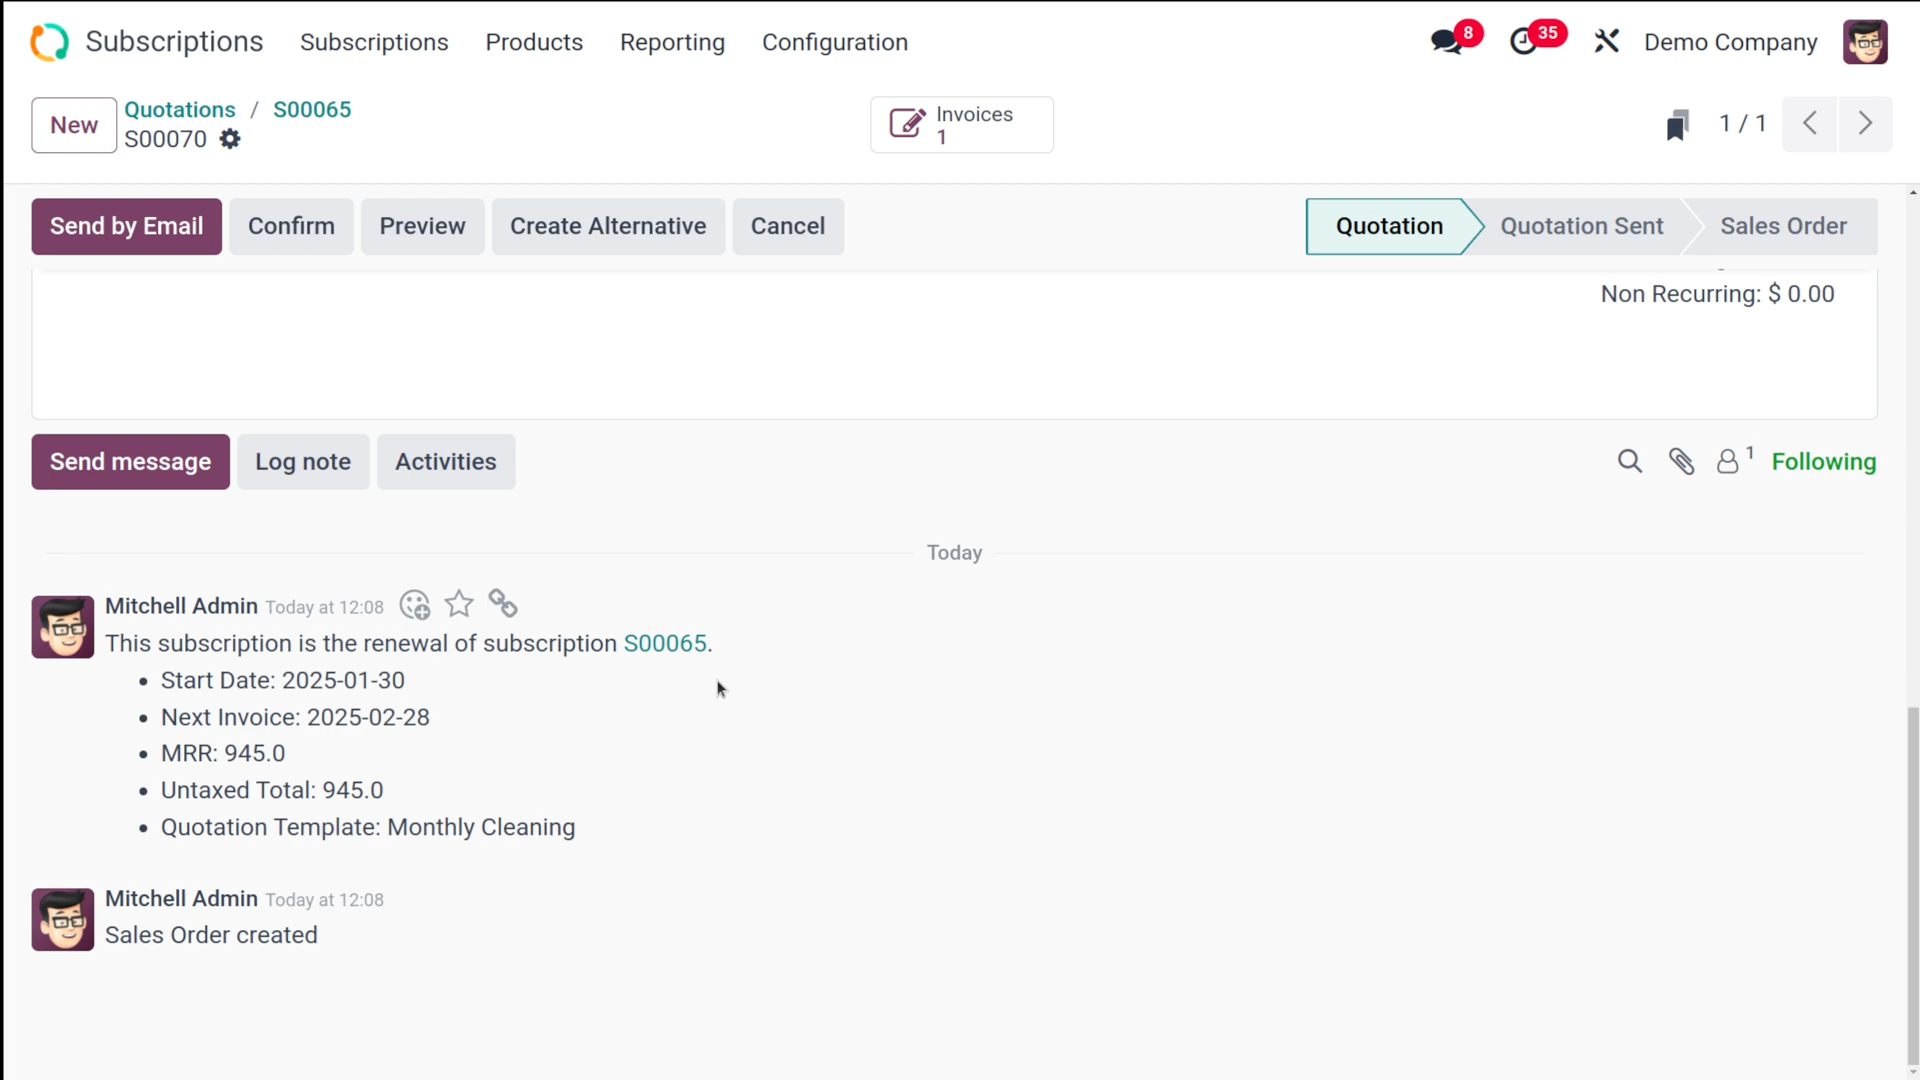 Subscriptions Subscriptions Products Reporting Configuration 8 35 Demo Company
New Quotations / S00065
S00070
Invoices
1
1 / 1
Send by Email Confirm Preview Create Alternative Cancel Quotation Quotation Sent Sales Order
Non Recurring: $ 0.00
Send message Log note Activities 1 Following
Today
Mitchell Admin Today at 12:08
This subscription is the renewal of subscription S00065.
• Start Date: 2025-01-30
• Next Invoice: 2025-02-28
• MRR: 945.0
• Untaxed Total: 945.0
• Quotation Template: Monthly Cleaning
Mitchell Admin Today at 12:08
Sales Order created